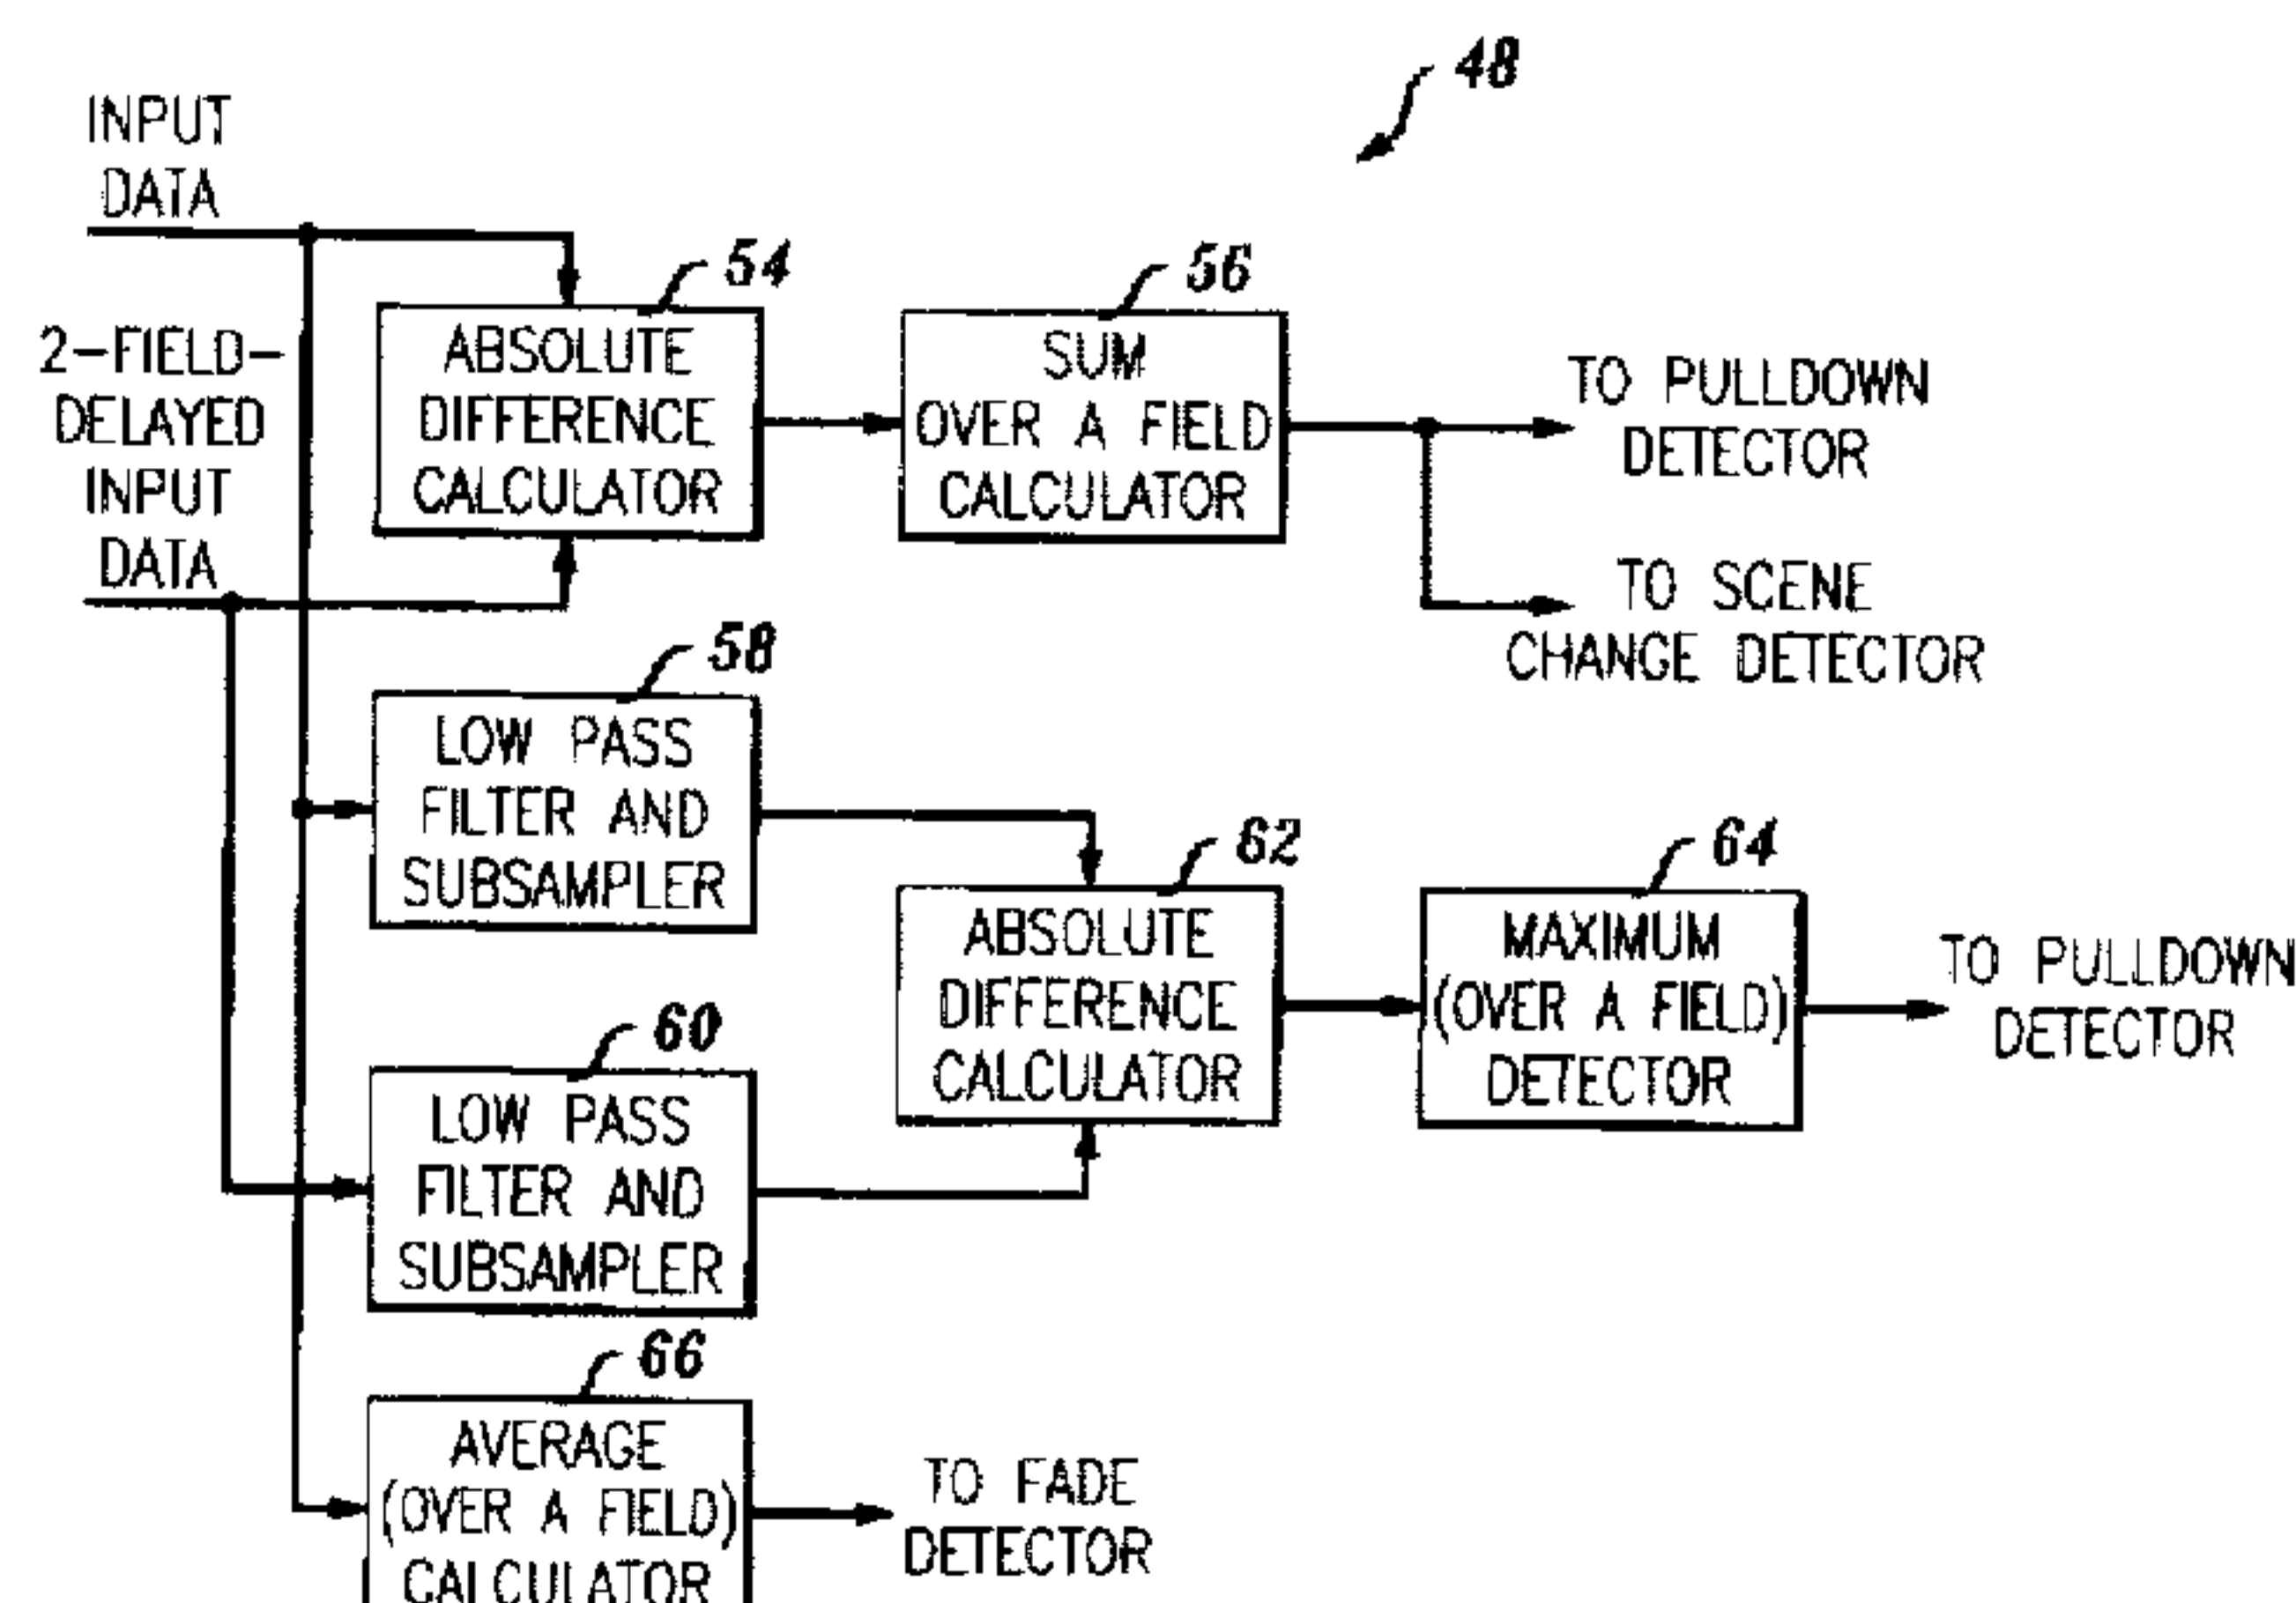 48
INPUT
DATA
54
56
2-FIELD-
DELAYED
INPUT
DATA
ABSOLUTE
DIFFERENCE
CALCULATOR
SUM
OVER A FIELD
CALCULATOR
TO PULLDOWN
DETECTOR
TO SCENE
CHANGE DETECTOR
58
LOW PASS
FILTER AND
SUBSAMPLER
62
64
ABSOLUTE
DIFFERENCE
CALCULATOR
MAXIMUM
(OVER A FIELD)
DETECTOR
TO PULLDOWN
DETECTOR
60
LOW PASS
FILTER AND
SUBSAMPLER
66
AVERAGE
(OVER A FIELD)
CALCULATOR
TO FADE
DETECTOR